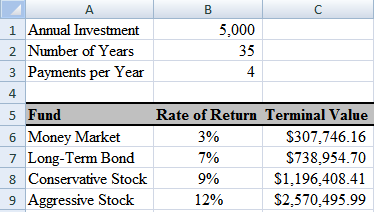 A B C
1 Annual Investment 5,000
2 Number of Years 35
3 Payments per Year 4
4
5 Fund Rate of Return Terminal Value
6 Money Market 3% $307,746.16
7 Long-Term Bond 7% $738,954.70
8 Conservative Stock 9% $1,196,408.41
9 Aggressive Stock 12% $2,570,495.99